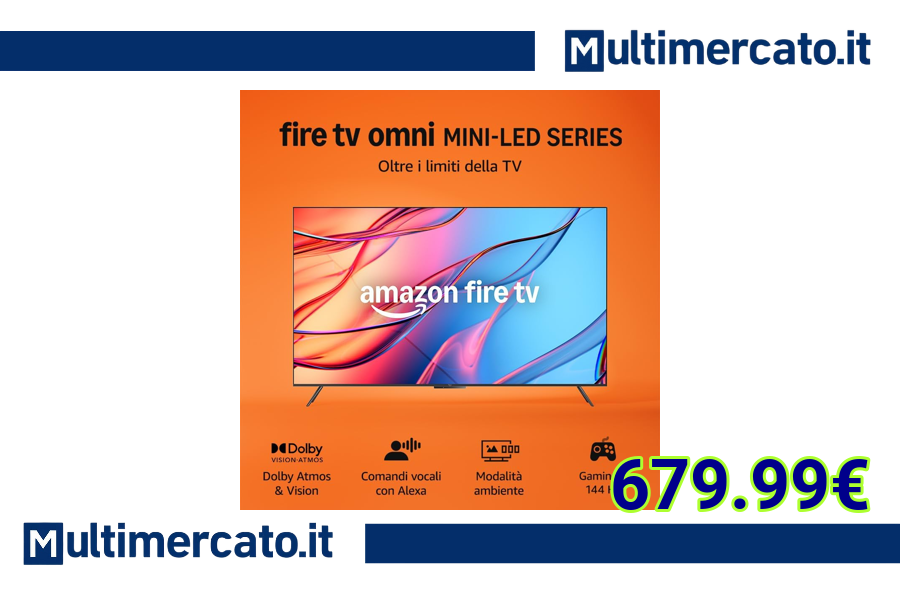 Multimercato.it
fire tv omni MINI-LED SERIES
Oltre i limiti della TV
amazon fire tv
Dolby
VISION·ATMOS
Dolby Atmos
& Vision
Comandi vocali
con Alexa
Modalità
ambiente
144
679.99€
Multimercato.it